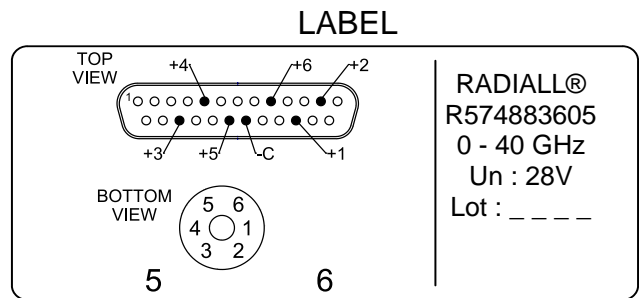 LABEL
TOP
VIEW
+4 +6 +2
1
+3 +5 -C +1
BOTTOM
VIEW
5 6
4 1
3 2
5 6
RADIALL®
R574883605
0 - 40 GHz
Un : 28V
Lot : _ _ _ _